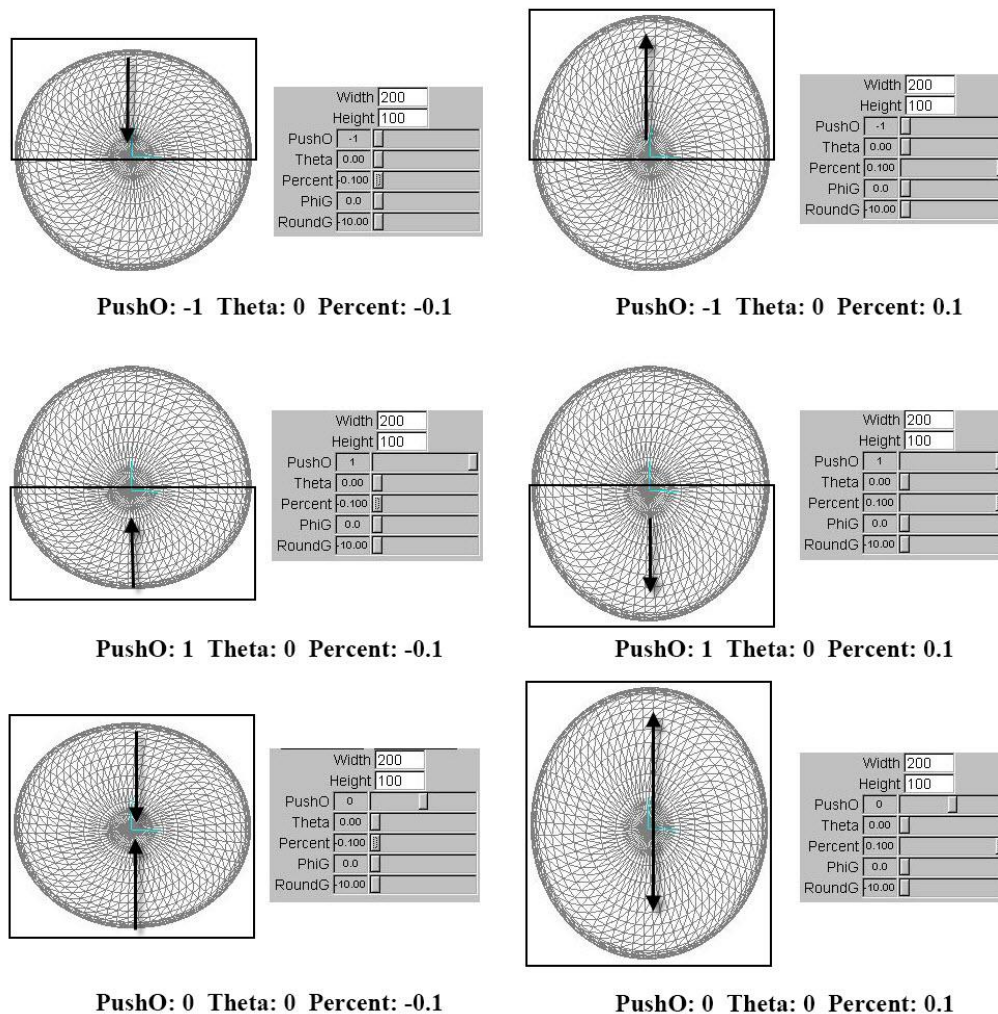 Width 200
Height 100
PushO -1
Theta 0.00
Percent -0.100
PhiG 0.0
RoundG -10.00
PushO: -1 Theta: 0 Percent: -0.1
Width 200
Height 100
PushO -1
Theta 0.00
Percent 0.100
PhiG 0.0
RoundG -10.00
PushO: -1 Theta: 0 Percent: 0.1
Width 200
Height 100
PushO 1
Theta 0.00
Percent -0.100
PhiG 0.0
RoundG -10.00
PushO: 1 Theta: 0 Percent: -0.1
Width 200
Height 100
PushO 1
Theta 0.00
Percent 0.100
PhiG 0.0
RoundG -10.00
PushO: 1 Theta: 0 Percent: 0.1
Width 200
Height 100
PushO 0
Theta 0.00
Percent -0.100
PhiG 0.0
RoundG -10.00
PushO: 0 Theta: 0 Percent: -0.1
Width 200
Height 100
PushO 0
Theta 0.00
Percent 0.100
PhiG 0.0
RoundG -10.00
PushO: 0 Theta: 0 Percent: 0.1